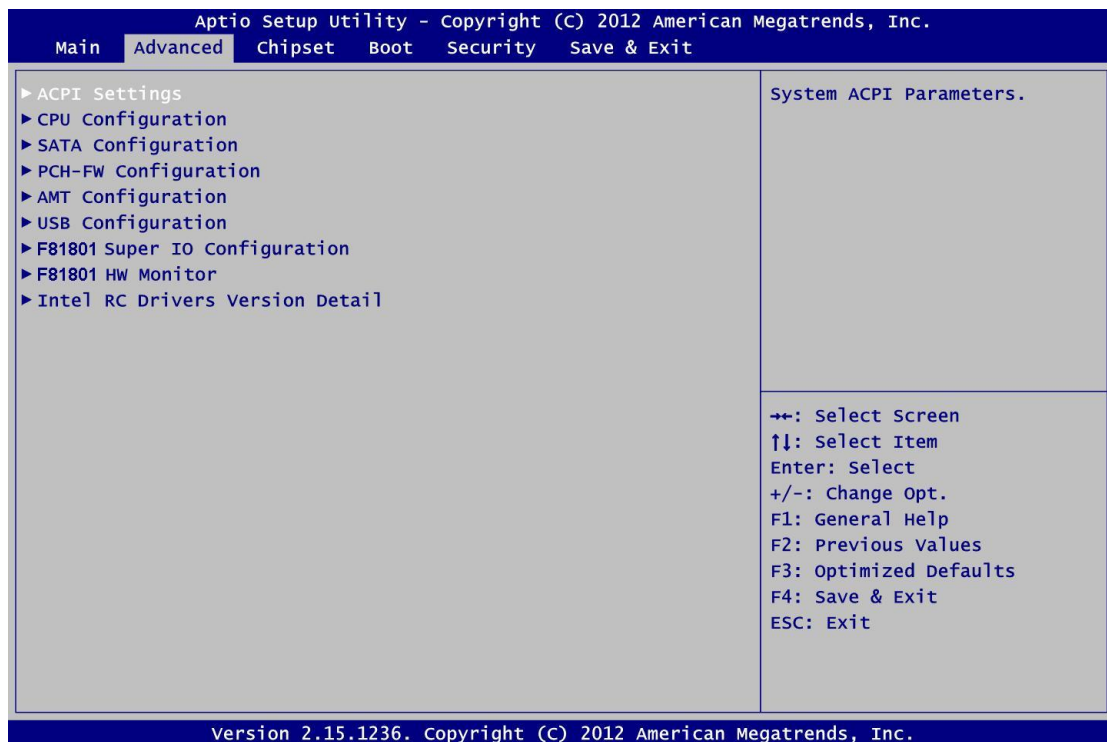 Aptio Setup Utility - Copyright (C) 2012 American Megatrends, Inc.
Main Advanced Chipset Boot Security Save & Exit
►ACPI Settings
►CPU Configuration
►SATA Configuration
►PCH-FW Configuration
►AMT Configuration
►USB Configuration
►F81801 Super IO Configuration
►F81801 HW Monitor
►Intel RC Drivers Version Detail
System ACPI Parameters.
→←: Select Screen
↑↓: Select Item
Enter: Select
+/-: Change Opt.
F1: General Help
F2: Previous Values
F3: Optimized Defaults
F4: Save & Exit
ESC: Exit
Version 2.15.1236. Copyright (C) 2012 American Megatrends, Inc.